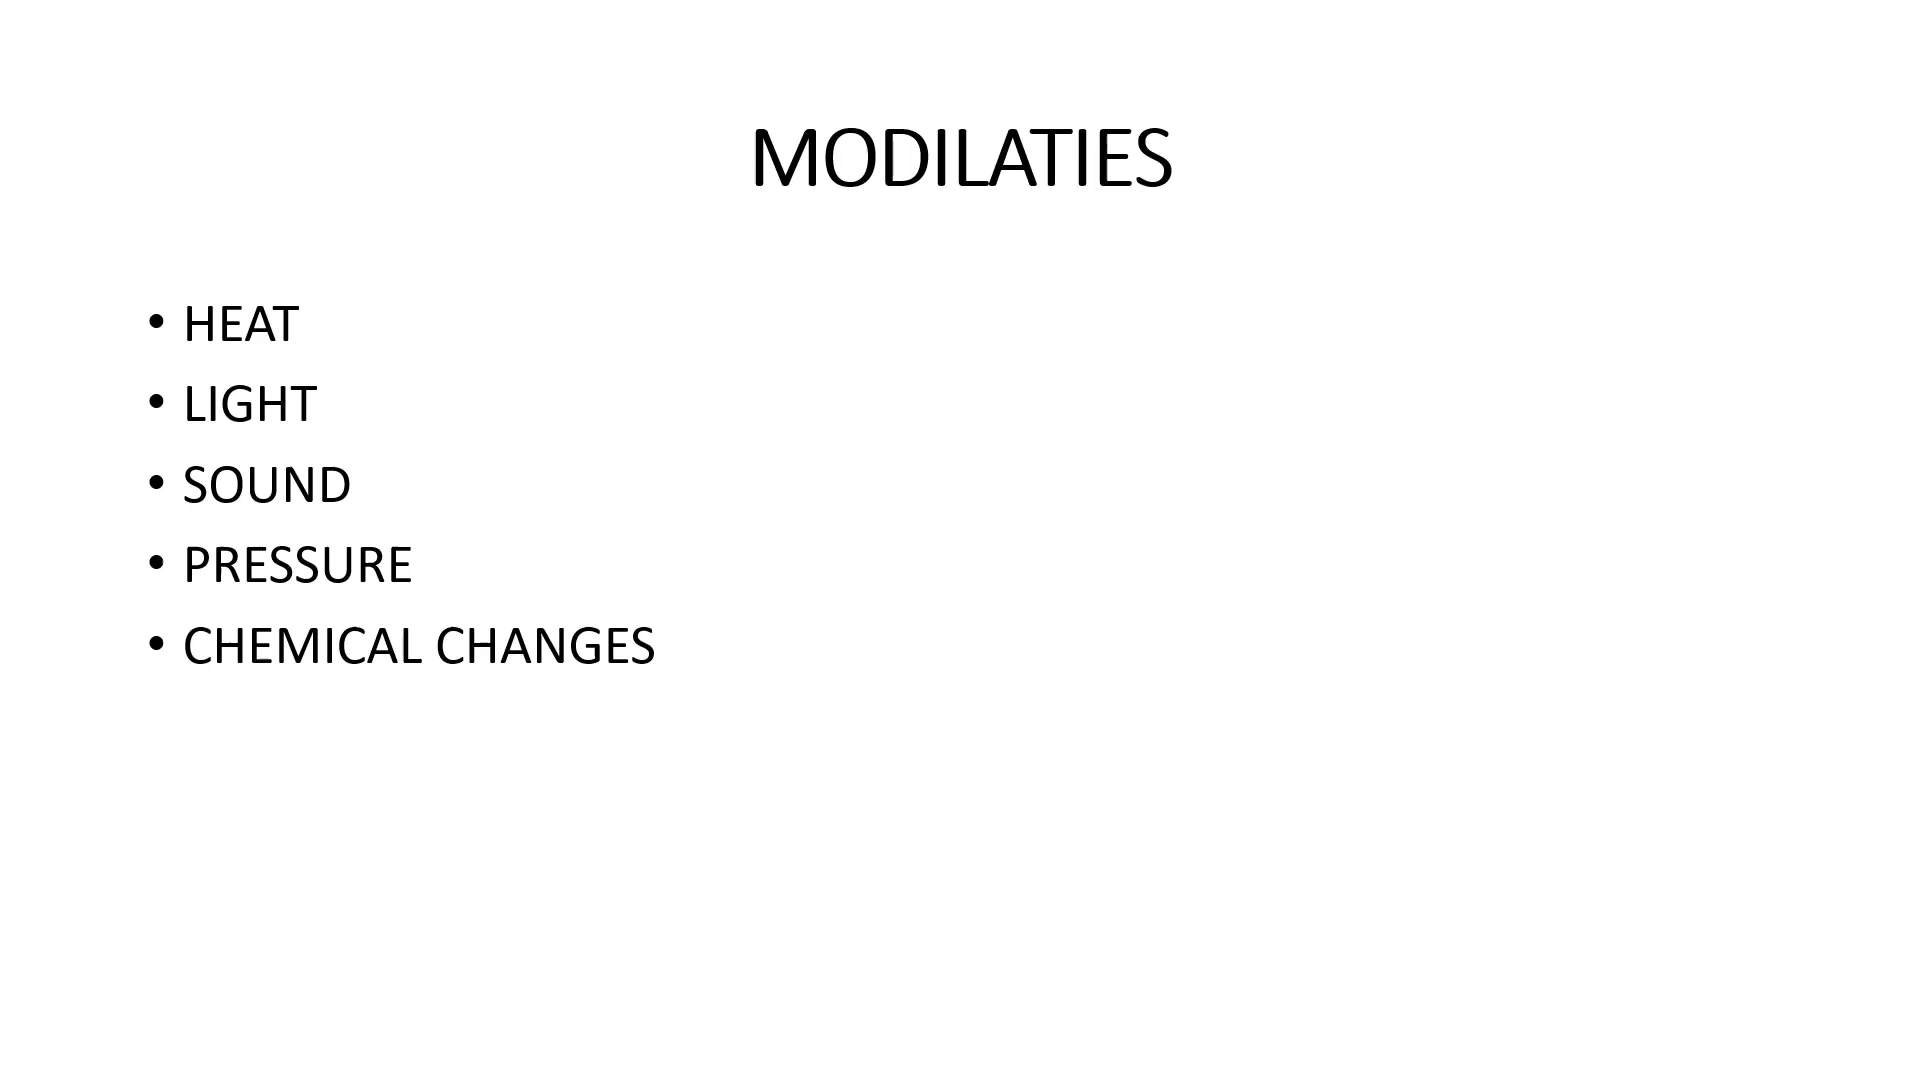 MODILATIES
• HEAT
• LIGHT
• SOUND
• PRESSURE
• CHEMICAL CHANGES